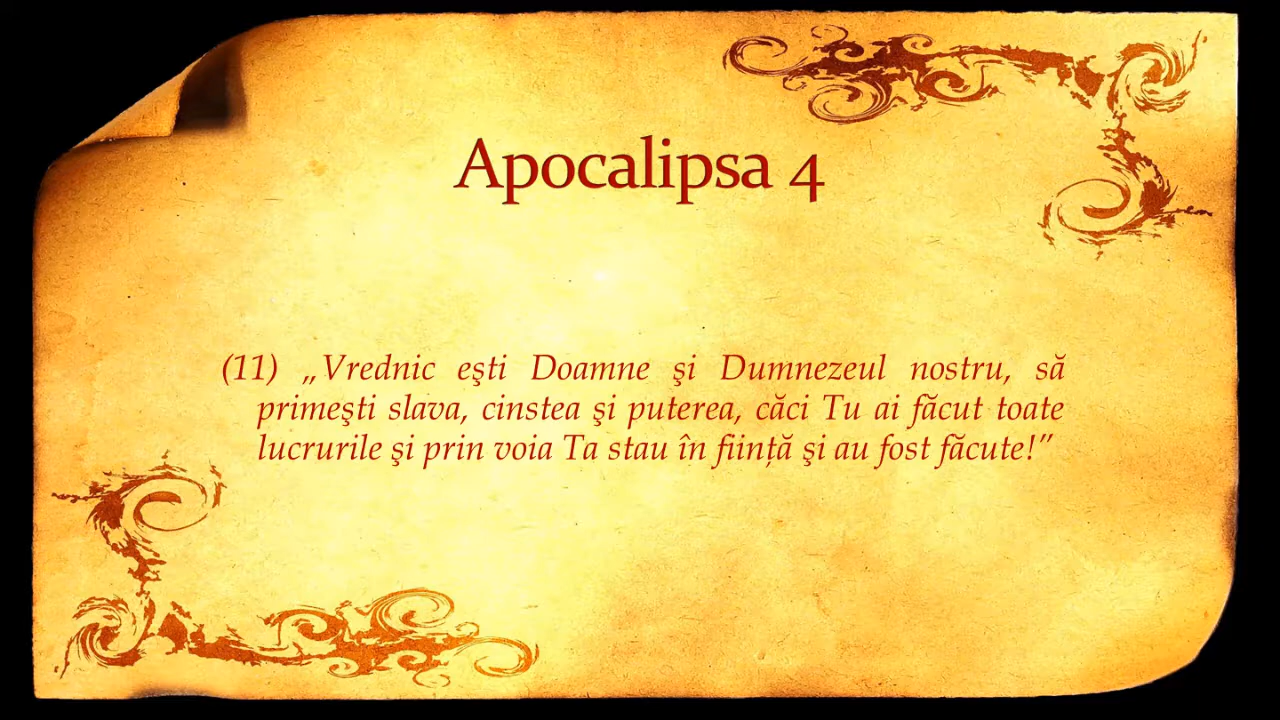 Apocalipsa 4
(11) „Vrednic eşti Doamne şi Dumnezeul nostru, să
primeşti slava, cinstea şi puterea, căci Tu ai făcut toate
lucrurile şi prin voia Ta stau în ființă şi au fost făcute!”